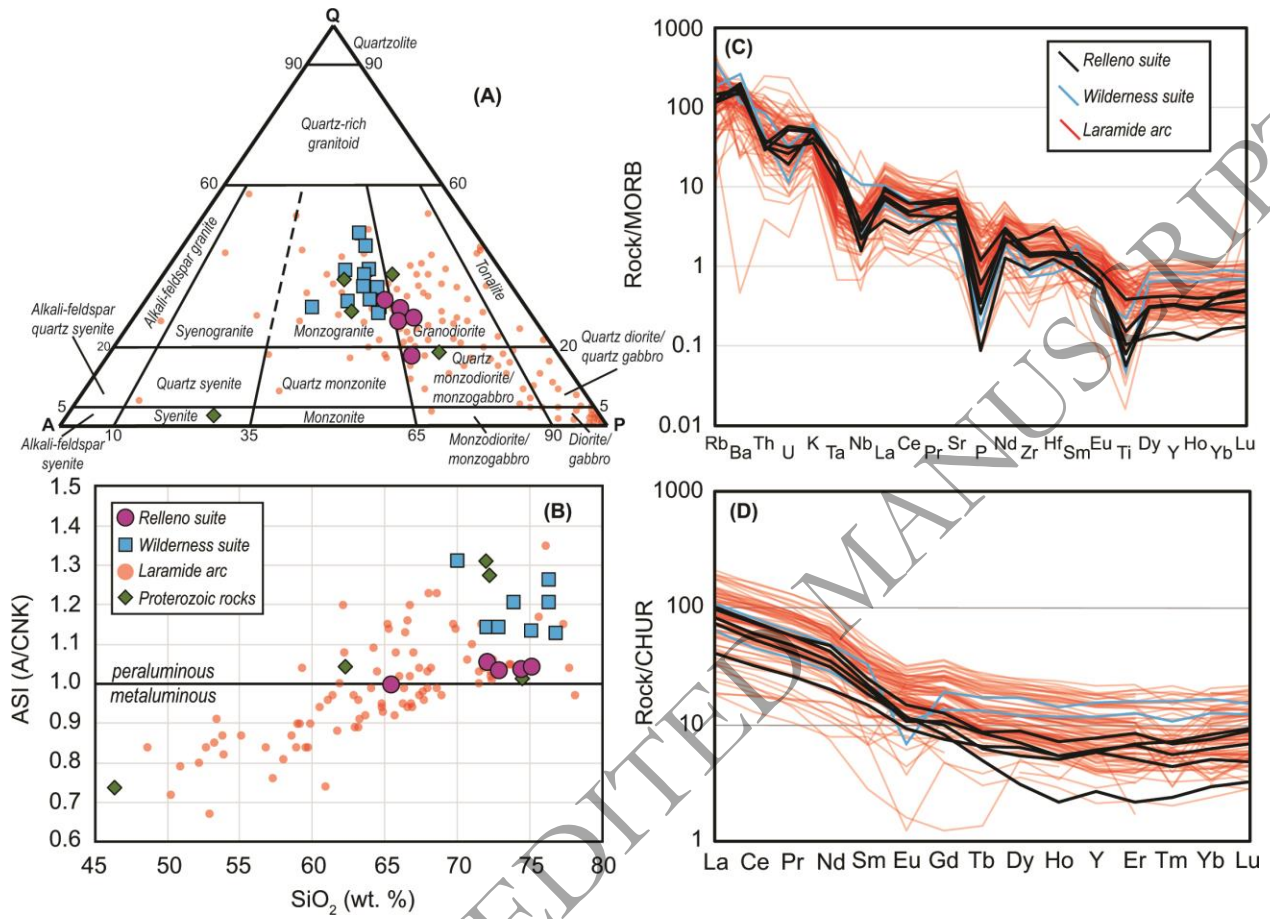 Q
Quartzolite
90
90
(A)
Quartz-rich
granitoid
60
60
Alkali-feldspar granite
Tonalite
Alkali-feldspar
quartz syenite
Syenogranite
Monzogranite
Granodiorite
Quartz diorite/
quartz gabbro
20
20
Quartz syenite
Quartz monzonite
Quartz
monzodiorite/
monzogabbro
5
5
A
Syenite
Monzonite
P
Alkali-feldspar
syenite
10
35
65
90
Monzodiorite/
monzogabbro
Diorite/
gabbro
(B)
1.5
1.4
1.3
1.2
1.1
1.0
0.9
0.8
0.7
0.6
ASI (A/CNK)
Relleno suite
Wilderness suite
Laramide arc
Proterozoic rocks
peraluminous
metaluminous
45 50 55 60 65 70 75 80
SiO₂ (wt. %)
(C)
1000
100
10
1
0.1
0.01
Rock/MORB
Relleno suite
Wilderness suite
Laramide arc
Rb Ba Th U K Ta Nb La Ce Pr Sr P Nd Zr Hf Sm Eu Ti Dy Y Ho Yb Lu
(D)
1000
100
10
1
Rock/CHUR
La Ce Pr Nd Sm Eu Gd Tb Dy Ho Y Er Tm Yb Lu
EDITED MANUSCRIPT